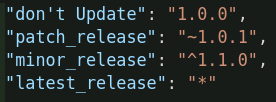 "don't Update": "1.0.0",
"patch_release": "~1.0.1",
"minor_release": "^1.1.0",
"latest_release": "*"